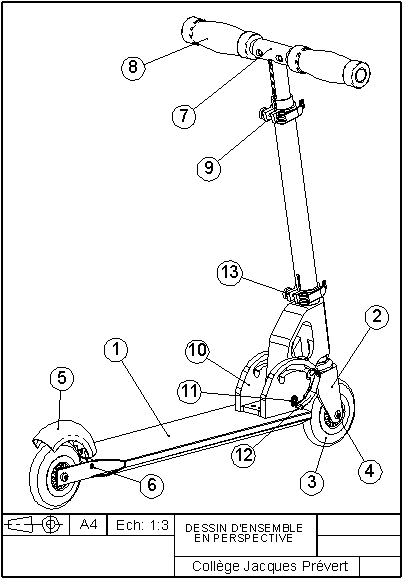 8
7
9
13
2
10
1
5
11
12
6
3
4
A4
Ech: 1:3
DESSIN D'ENSEMBLE
EN PERSPECTIVE
Collège Jacques Prévert